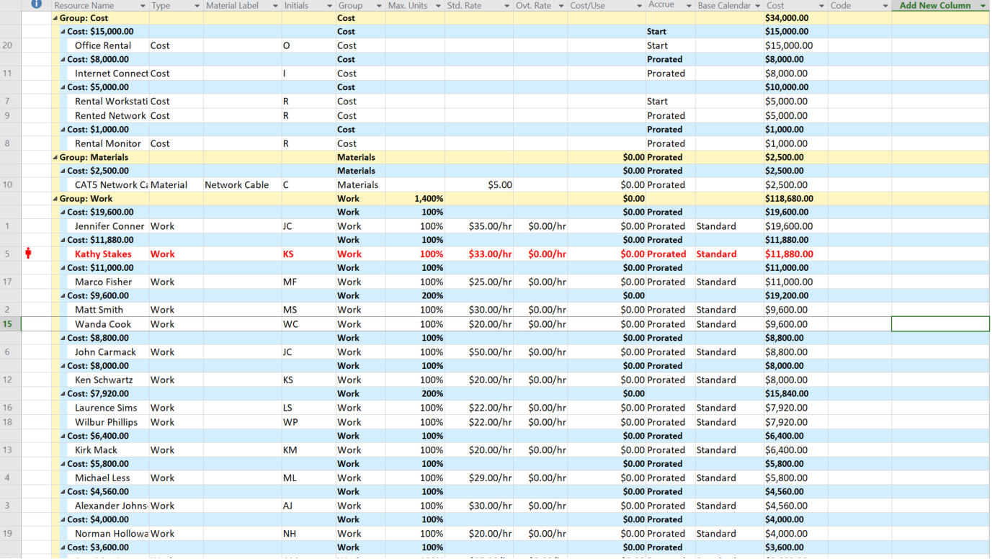 Resource Name Type Material Label Initials Group Max. Units Std. Rate Ovt. Rate Cost/Use Accrue Base Calendar Cost Code Add New Column
Group: Cost Cost $34,000.00
Cost: $15,000.00 Cost Start $15,000.00
20 Office Rental Cost O Cost Start $15,000.00
Cost: $8,000.00 Cost Prorated $8,000.00
11 Internet Connect Cost I Cost Prorated $8,000.00
Cost: $5,000.00 Cost $10,000.00
7 Rental Workstati Cost R Cost Start $5,000.00
9 Rented Network Cost R Cost Prorated $5,000.00
Cost: $1,000.00 Cost Prorated $1,000.00
8 Rental Monitor Cost R Cost Prorated $1,000.00
Group: Materials Materials $0.00 Prorated $2,500.00
Cost: $2,500.00 Materials $0.00 Prorated $2,500.00
10 CAT5 Network Ca Material Network Cable C Materials $5.00 $0.00 Prorated $2,500.00
Group: Work Work 1,400% $0.00 $118,680.00
Cost: $19,600.00 Work 100% $0.00 Prorated $19,600.00
1 Jennifer Conner Work JC Work 100% $35.00/hr $0.00/hr $0.00 Prorated Standard $19,600.00
Cost: $11,880.00 Work 100% $0.00 Prorated $11,880.00
5 Kathy Stakes Work KS Work 100% $33.00/hr $0.00/hr $0.00 Prorated Standard $11,880.00
Cost: $11,000.00 Work 100% $0.00 Prorated $11,000.00
17 Marco Fisher Work MF Work 100% $25.00/hr $0.00/hr $0.00 Prorated Standard $11,000.00
Cost: $9,600.00 Work 200% $0.00 $19,200.00
2 Matt Smith Work MS Work 100% $30.00/hr $0.00/hr $0.00 Prorated Standard $9,600.00
15 Wanda Cook Work WC Work 100% $20.00/hr $0.00/hr $0.00 Prorated Standard $9,600.00
Cost: $8,800.00 Work 100% $0.00 Prorated $8,800.00
6 John Carmack Work JC Work 100% $50.00/hr $0.00/hr $0.00 Prorated Standard $8,800.00
Cost: $8,000.00 Work 100% $0.00 Prorated $8,000.00
12 Ken Schwartz Work KS Work 100% $20.00/hr $0.00/hr $0.00 Prorated Standard $8,000.00
Cost: $7,920.00 Work 200% $0.00 $15,840.00
16 Laurence Sims Work LS Work 100% $22.00/hr $0.00/hr $0.00 Prorated Standard $7,920.00
18 Wilbur Phillips Work WP Work 100% $22.00/hr $0.00/hr $0.00 Prorated Standard $7,920.00
Cost: $6,400.00 Work 100% $0.00 Prorated $6,400.00
13 Kirk Mack Work KM Work 100% $20.00/hr $0.00/hr $0.00 Prorated Standard $6,400.00
Cost: $5,800.00 Work 100% $0.00 Prorated $5,800.00
4 Michael Less Work ML Work 100% $29.00/hr $0.00/hr $0.00 Prorated Standard $5,800.00
Cost: $4,560.00 Work 100% $0.00 Prorated $4,560.00
3 Alexander Johns Work AJ Work 100% $30.00/hr $0.00/hr $0.00 Prorated Standard $4,560.00
Cost: $4,000.00 Work 100% $0.00 Prorated $4,000.00
19 Norman Hollowa Work NH Work 100% $20.00/hr $0.00/hr $0.00 Prorated Standard $4,000.00
Cost: $3,600.00 Work 100% $0.00 Prorated $3,600.00